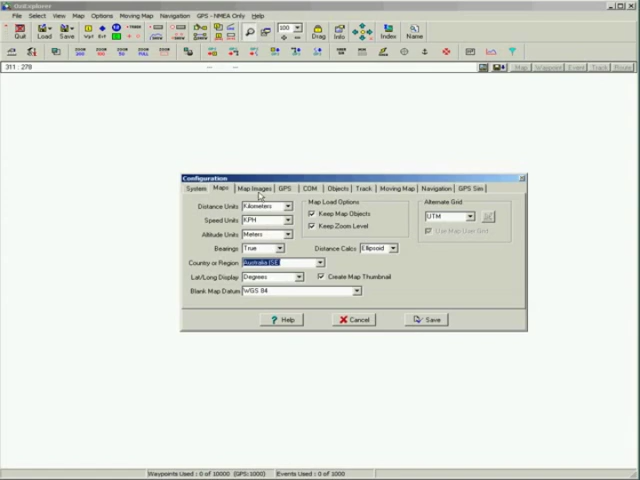 OziExplorer
File Select View Map Options Moving Map Navigation GPS - NMEA Only Help
100
Quit Load Save Drag Info Index Name
311 : 278 -- -- Map Waypoint Event Track Route
Configuration
System Maps Map Images GPS COM Objects Track Moving Map Navigation GPS Sim
Distance Units Kilometers
Speed Units KPH
Altitude Units Meters
Bearings True
Country or Region Australia (SE)
Lat/Long Display Degrees
Blank Map Datum WGS 84
Map Load Options
Keep Map Objects
Keep Zoom Level
Distance Calcs Ellipsoid
Create Map Thumbnail
Alternate Grid
UTM
Use Map User Grid
Help Cancel Save
Waypoints Used : 0 of 10000 (GPS:1000) Events Used : 0 of 1000